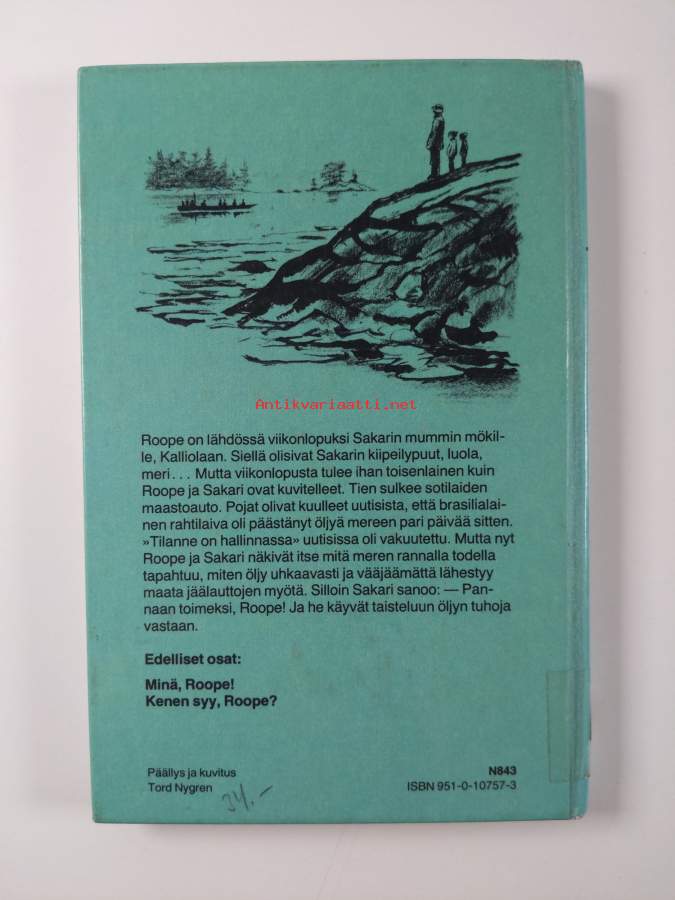 Antikvariaatti.net
Roope on lähdössä viikonlopuksi Sakarin mummin mökil-
le, Kalliolaan. Siellä olisivat Sakarin kiipeilypuut, luola,
meri... Mutta viikonlopusta tulee ihan toisenlainen kuin
Roope ja Sakari ovat kuvitelleet. Tien sulkee sotilaiden
maastoauto. Pojat olivat kuulleet uutisista, että brasilialai-
nen rahtilaiva oli päästänyt öljyä mereen pari päivää sitten.
»Tilanne on hallinnassa» uutisissa oli vakuutettu. Mutta nyt
Roope ja Sakari näkivät itse mitä meren rannalla todella
tapahtuu, miten öljy uhkaavasti ja vääjäämättä lähestyy
maata jäälauttojen myötä. Silloin Sakari sanoo: — Pan-
naan toimeksi, Roope! Ja he käyvät taisteluun öljyn tuhoja
vastaan.
Edelliset osat:
Minä, Roope!
Kenen syy, Roope?
Päällys ja kuvitus
Tord Nygren
34.-
N843
ISBN 951-0-10757-3